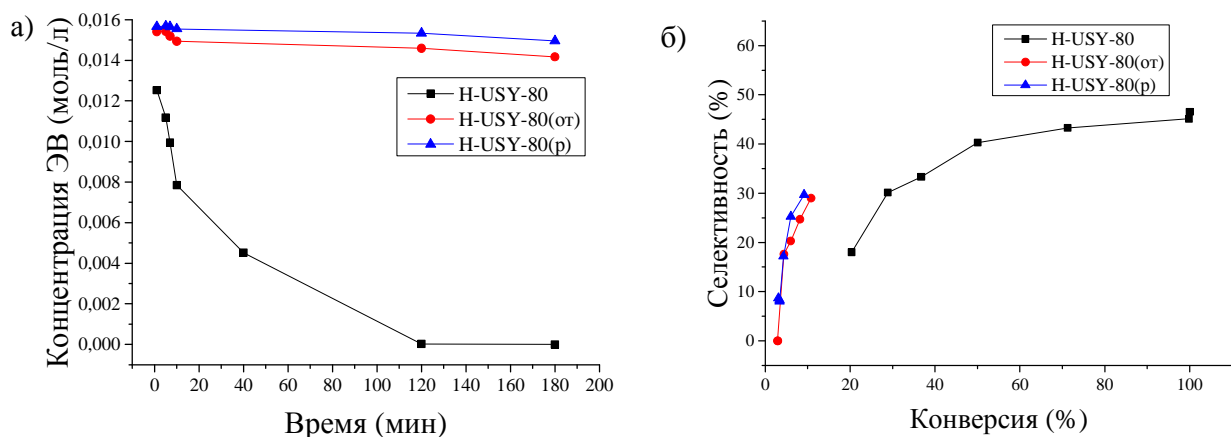 а)
Концентрация ЭВ (моль/л)
0,016
0,014
0,012
0,010
0,008
0,006
0,004
0,002
0,000
H-USY-80
H-USY-80(от)
H-USY-80(р)
0 20 40 60 80 100 120 140 160 180 200
Время (мин)
б)
Селективность (%)
60
50
40
30
20
10
0
H-USY-80
H-USY-80(от)
H-USY-80(р)
0 20 40 60 80 100
Конверсия (%)